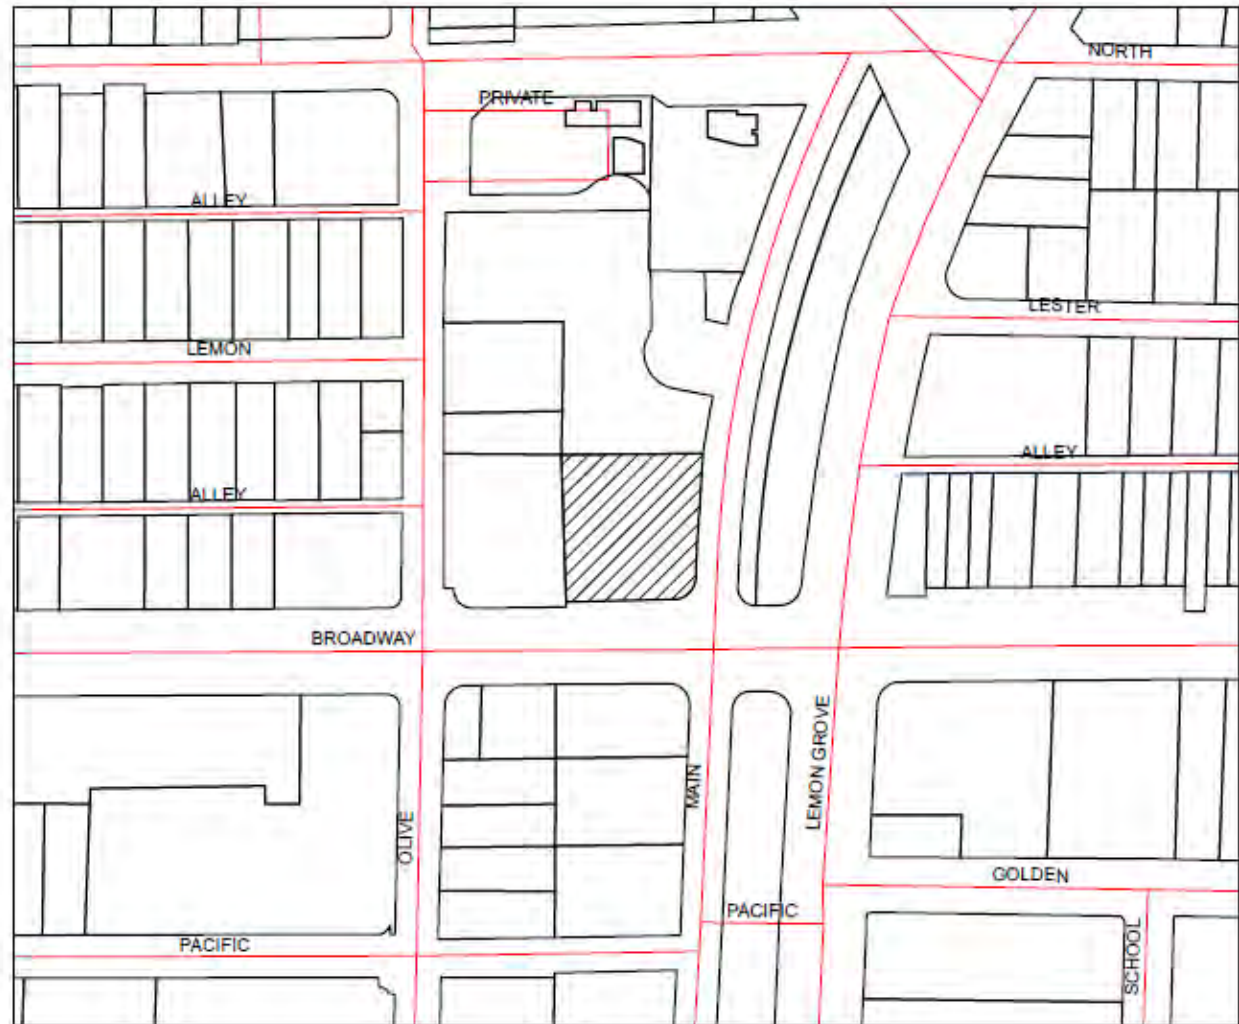 NORTH
PRIVATE
ALLEY
LESTER
LEMON
ALLEY
ALLEY
BROADWAY
LEMON GROVE
MAIN
OLIVE
GOLDEN
PACIFIC
PACIFIC
SCHOOL